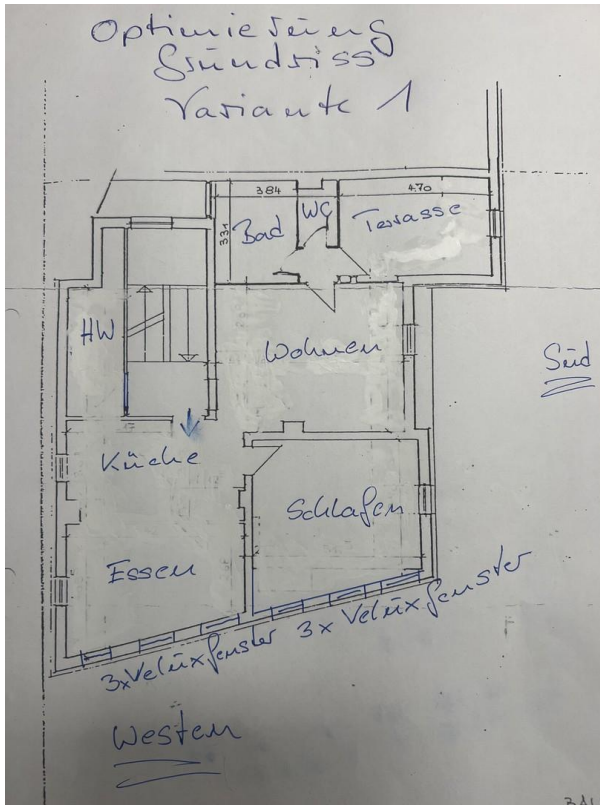 Optimierung
Grundriss
Variante 1
3.84
4.70
3.31
Bad
WC
Terrasse
HW
Wohnen
Süd
Küche
Schlafen
Essen
3x Veluxfenster
3x Veluxfenster
Westen